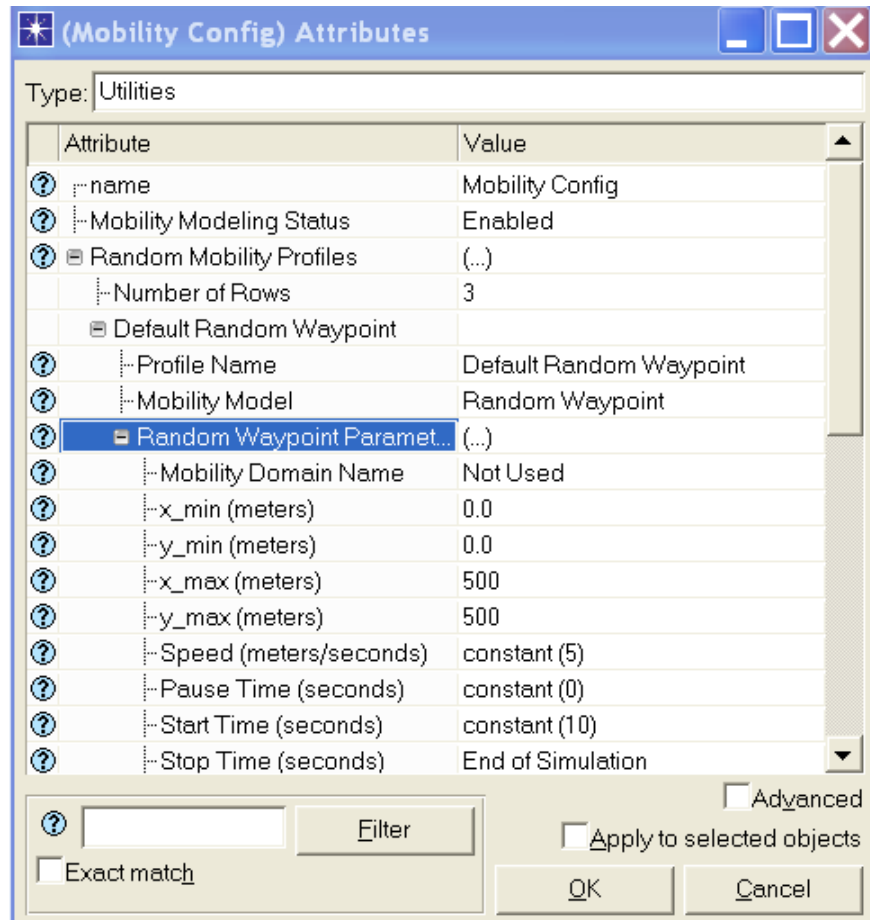 (Mobility Config) Attributes
Type: Utilities
Attribute Value
name Mobility Config
Mobility Modeling Status Enabled
Random Mobility Profiles (...)
Number of Rows 3
Default Random Waypoint
Profile Name Default Random Waypoint
Mobility Model Random Waypoint
Random Waypoint Paramet... (...)
Mobility Domain Name Not Used
x_min (meters) 0.0
y_min (meters) 0.0
x_max (meters) 500
y_max (meters) 500
Speed (meters/seconds) constant (5)
Pause Time (seconds) constant (0)
Start Time (seconds) constant (10)
Stop Time (seconds) End of Simulation
Advanced
Filter
Apply to selected objects
Exact match
OK Cancel